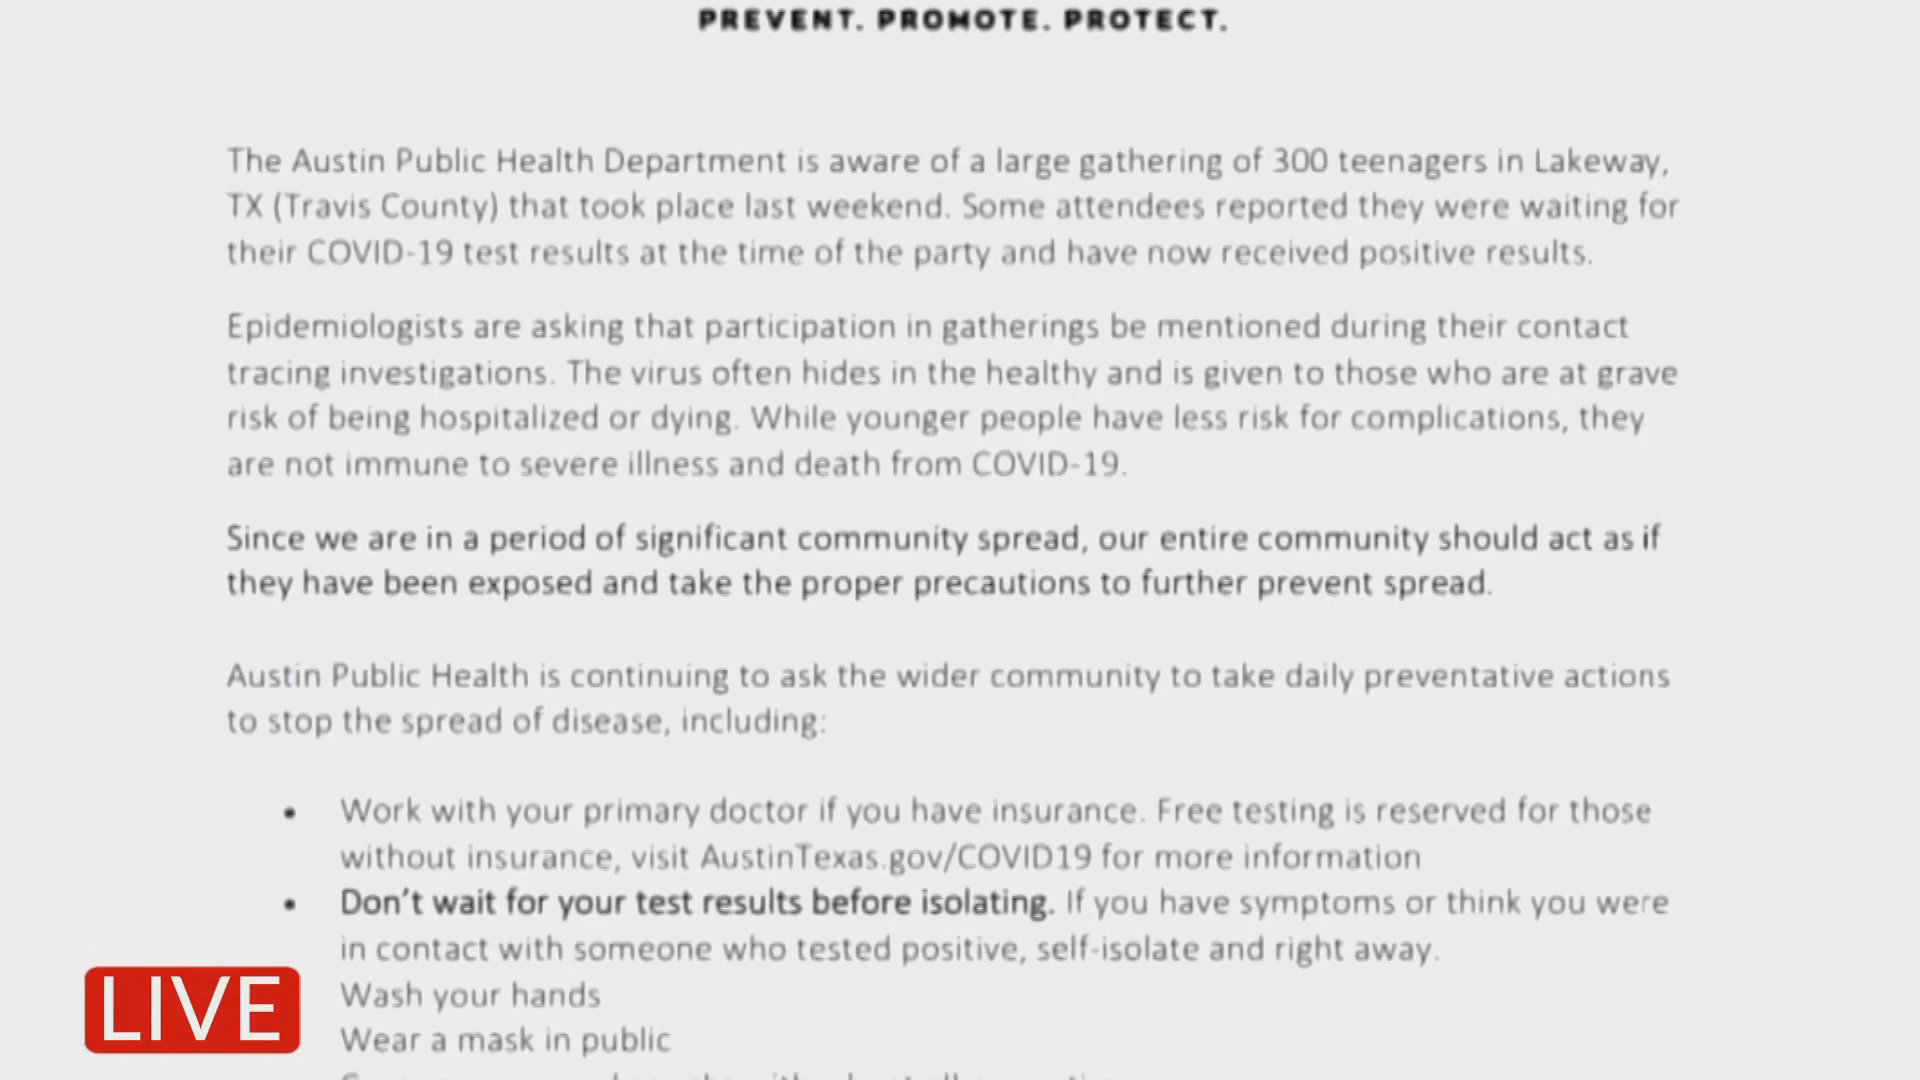 PREVENT. PROMOTE. PROTECT.
The Austin Public Health Department is aware of a large gathering of 300 teenagers in Lakeway,
TX (Travis County) that took place last weekend. Some attendees reported they were waiting for
their COVID-19 test results at the time of the party and have now received positive results.
Epidemiologists are asking that participation in gatherings be mentioned during their contact
tracing investigations. The virus often hides in the healthy and is given to those who are at grave
risk of being hospitalized or dying. While younger people have less risk for complications, they
are not immune to severe illness and death from COVID-19.
Since we are in a period of significant community spread, our entire community should act as if
they have been exposed and take the proper precautions to further prevent spread.
Austin Public Health is continuing to ask the wider community to take daily preventative actions
to stop the spread of disease, including:
• Work with your primary doctor if you have insurance. Free testing is reserved for those
without insurance, visit AustinTexas.gov/COVID19 for more information
• Don't wait for your test results before isolating. If you have symptoms or think you were
in contact with someone who tested positive, self-isolate and right away.
Wash your hands
Wear a mask in public
LIVE